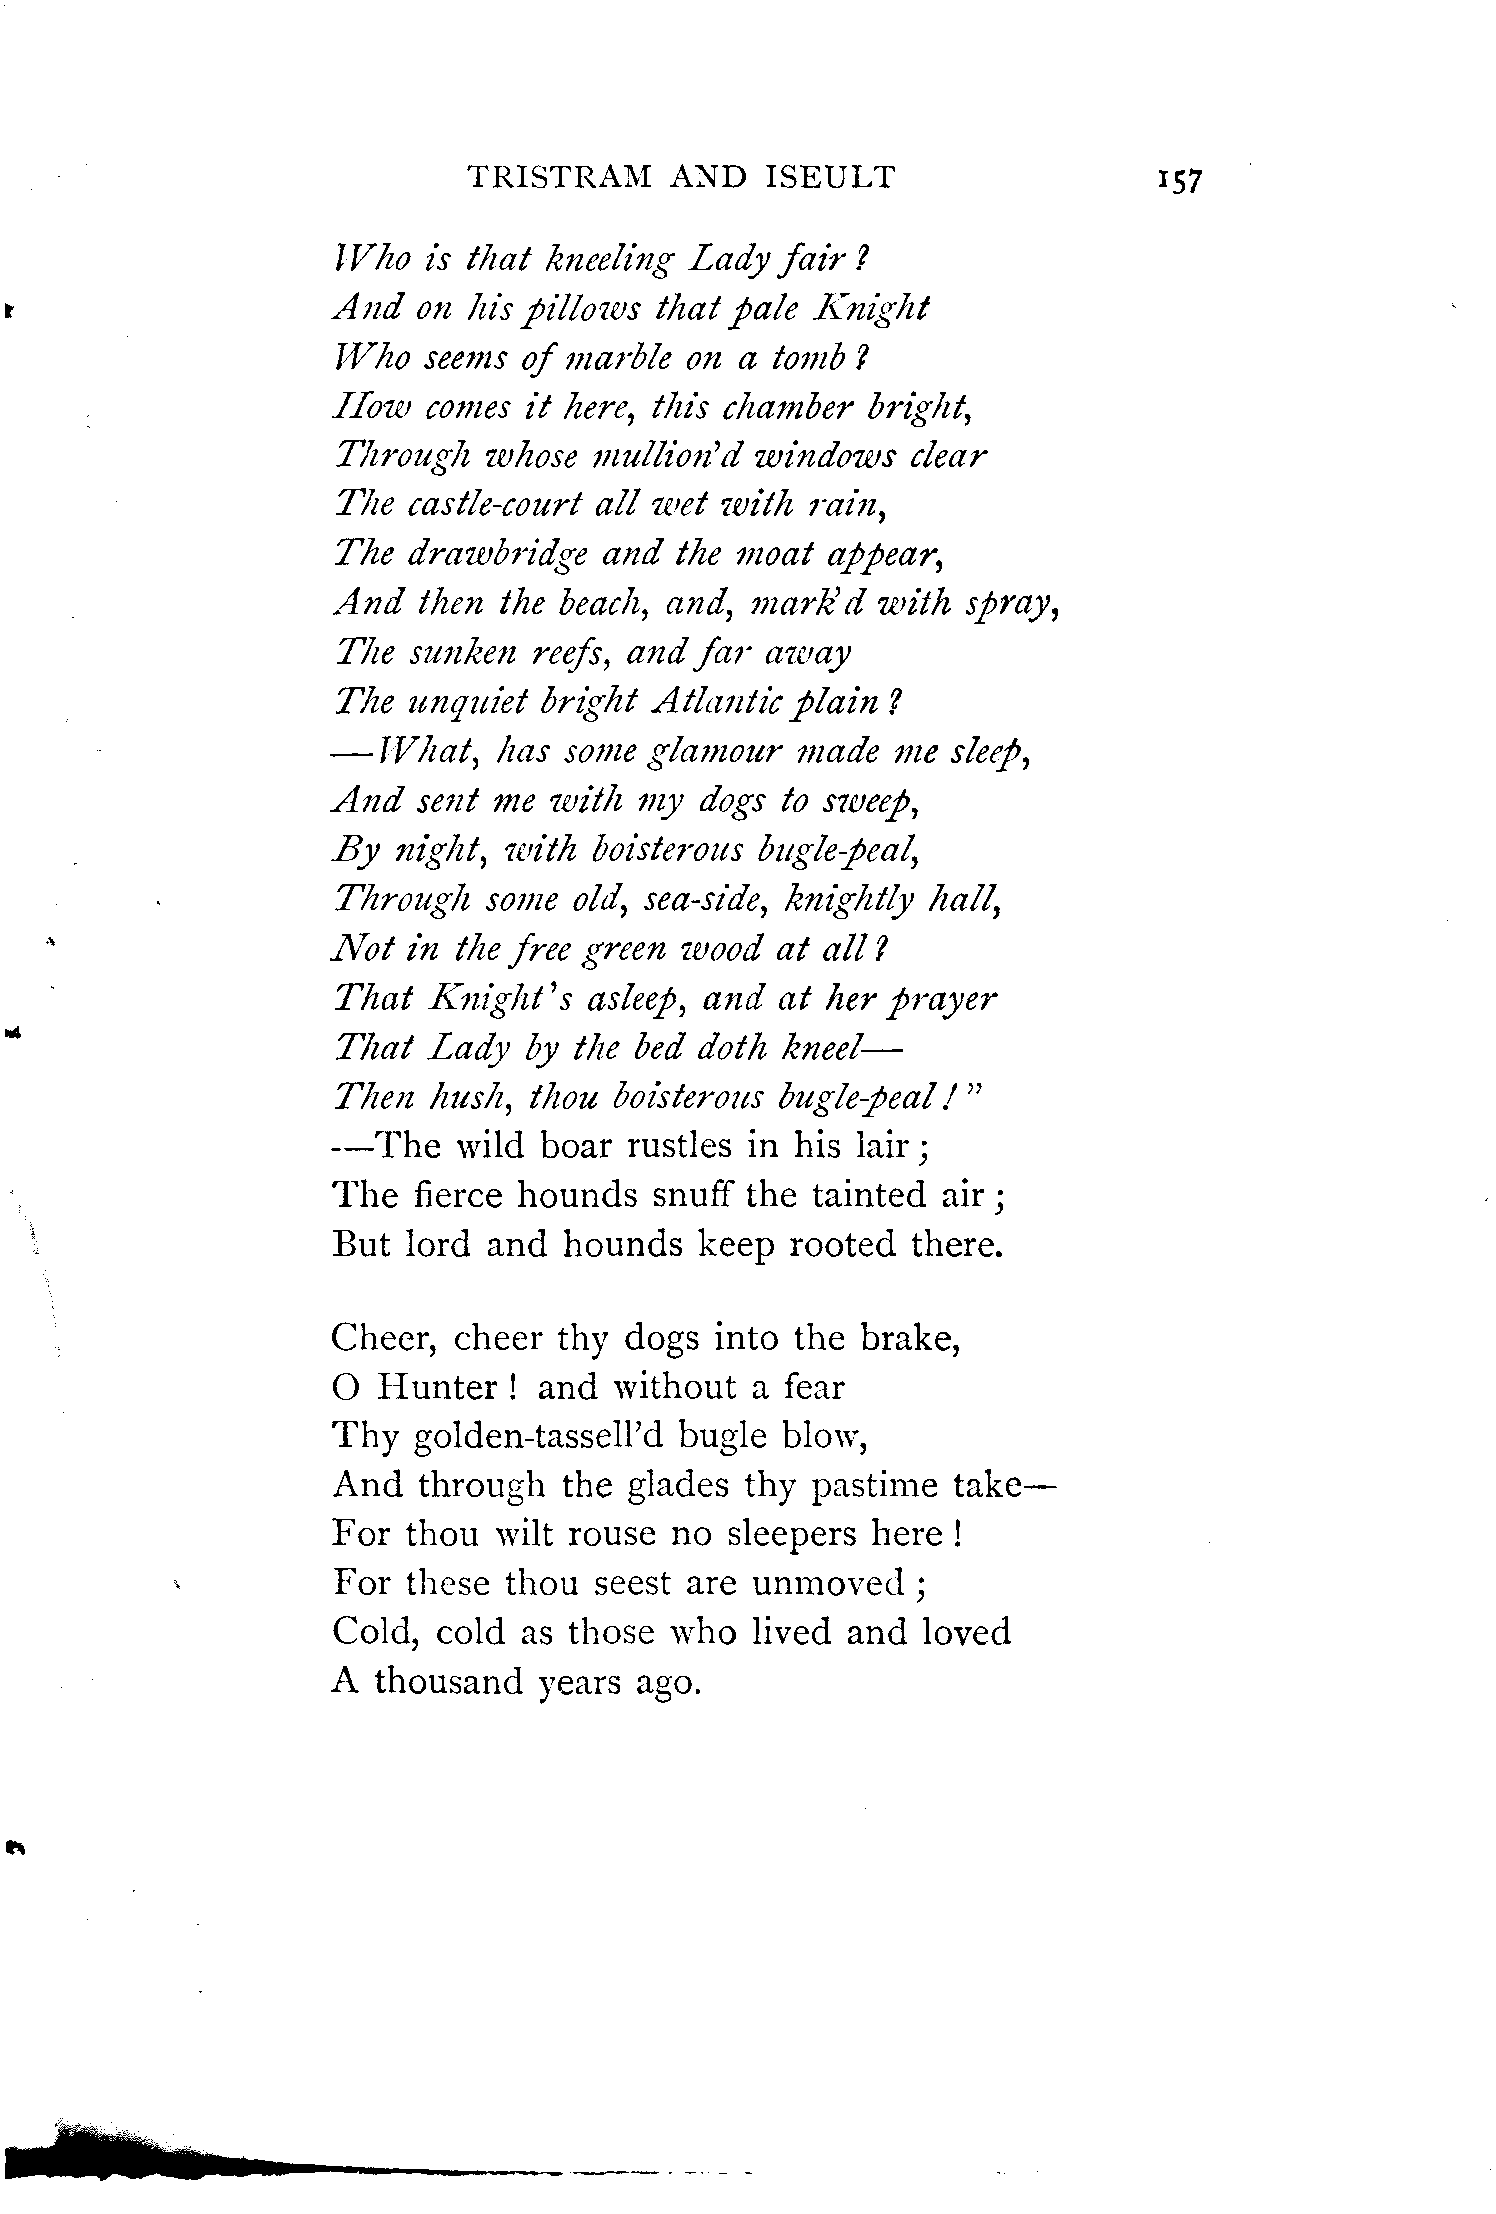 TRISTRAM AND ISEULT 157
Who is that kneeling Lady fair?
And on his pillows that pale Knight
Who seems of marble on a tomb?
How comes it here, this chamber bright,
Through whose mullion'd windows clear
The castle-court all wet with rain,
The drawbridge and the moat appear,
And then the beach, and, mark'd with spray,
The sunken reefs, and far away
The unquiet bright Atlantic plain?
—What, has some glamour made me sleep,
And sent me with my dogs to sweep,
By night, with boisterous bugle-peal,
Through some old, sea-side, knightly hall,
Not in the free green wood at all?
That Knight's asleep, and at her prayer
That Lady by the bed doth kneel—
Then hush, thou boisterous bugle-peal!"
—The wild boar rustles in his lair;
The fierce hounds snuff the tainted air;
But lord and hounds keep rooted there.
Cheer, cheer thy dogs into the brake,
O Hunter! and without a fear
Thy golden-tassell'd bugle blow,
And through the glades thy pastime take—
For thou wilt rouse no sleepers here!
For these thou seest are unmoved;
Cold, cold as those who lived and loved
A thousand years ago.